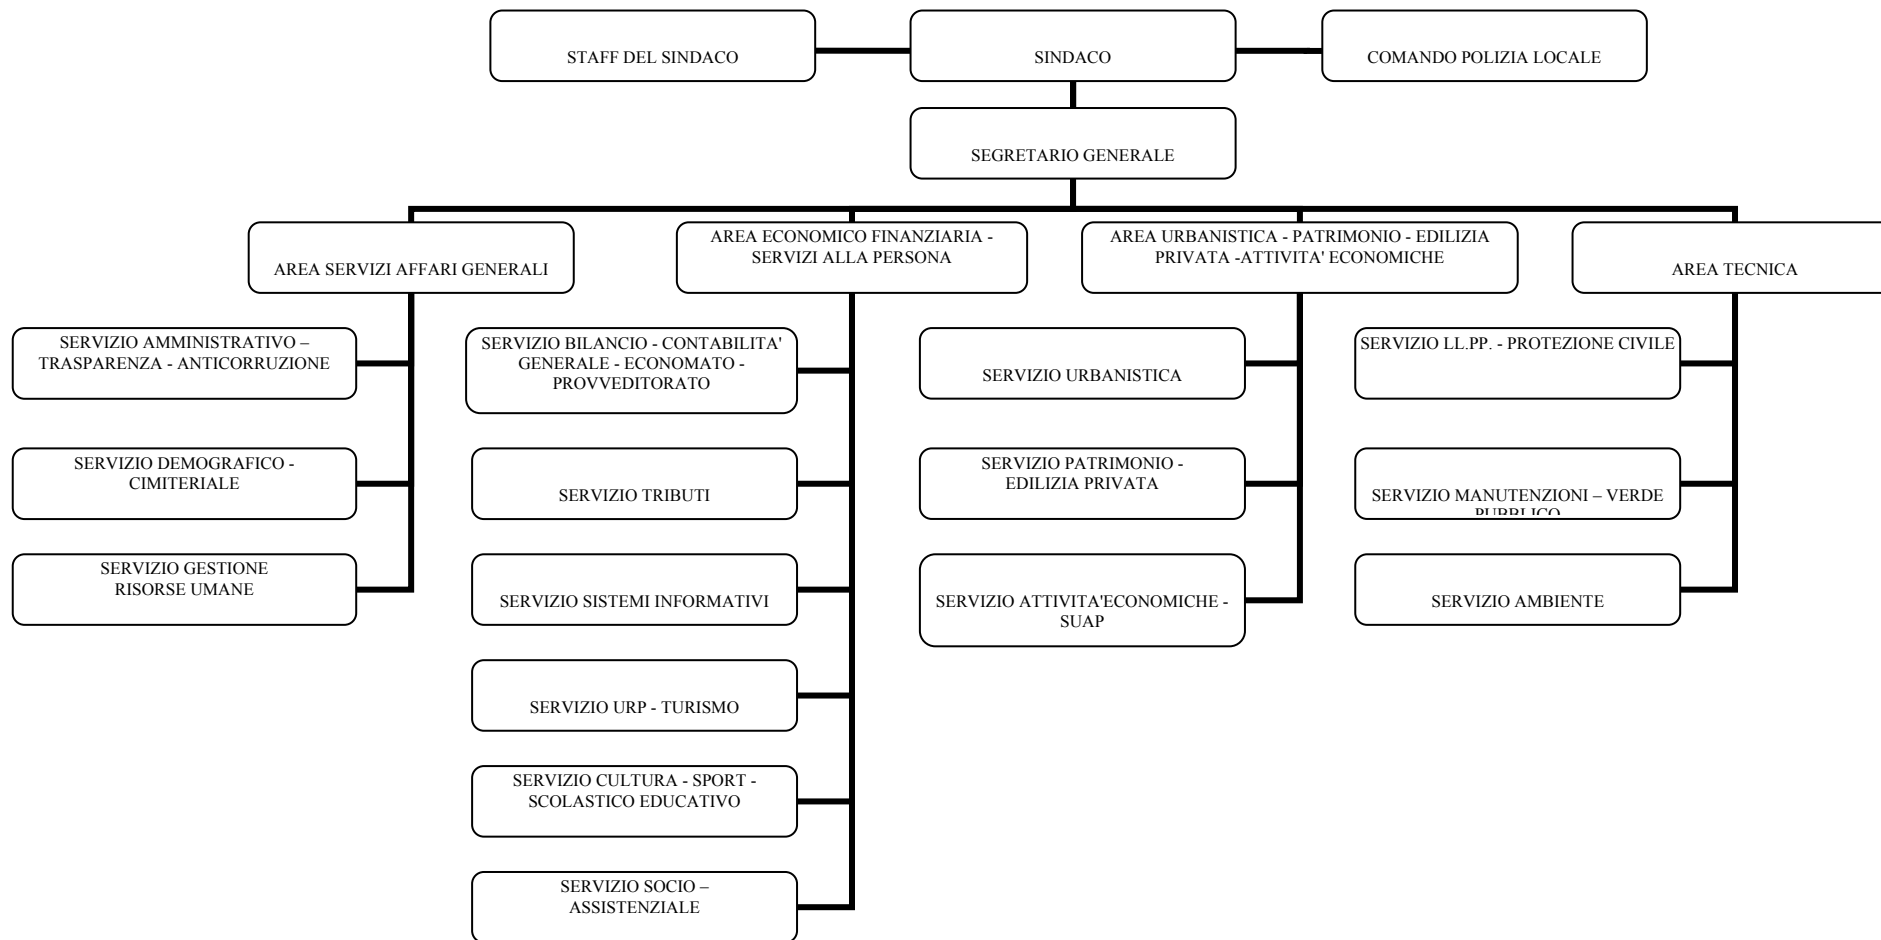 STAFF DEL SINDACO
SINDACO
COMANDO POLIZIA LOCALE
SEGRETARIO GENERALE
AREA SERVIZI AFFARI GENERALI
AREA ECONOMICO FINANZIARIA -
SERVIZI ALLA PERSONA
AREA URBANISTICA - PATRIMONIO - EDILIZIA
PRIVATA -ATTIVITA' ECONOMICHE
AREA TECNICA
SERVIZIO AMMINISTRATIVO –
TRASPARENZA - ANTICORRUZIONE
SERVIZIO DEMOGRAFICO -
CIMITERIALE
SERVIZIO GESTIONE
RISORSE UMANE
SERVIZIO BILANCIO - CONTABILITA'
GENERALE - ECONOMATO -
PROVVEDITORATO
SERVIZIO TRIBUTI
SERVIZIO SISTEMI INFORMATIVI
SERVIZIO URP - TURISMO
SERVIZIO CULTURA - SPORT -
SCOLASTICO EDUCATIVO
SERVIZIO SOCIO –
ASSISTENZIALE
SERVIZIO URBANISTICA
SERVIZIO PATRIMONIO -
EDILIZIA PRIVATA
SERVIZIO ATTIVITA'ECONOMICHE -
SUAP
SERVIZIO LL.PP. - PROTEZIONE CIVILE
SERVIZIO MANUTENZIONI – VERDE
PUBBLICO
SERVIZIO AMBIENTE